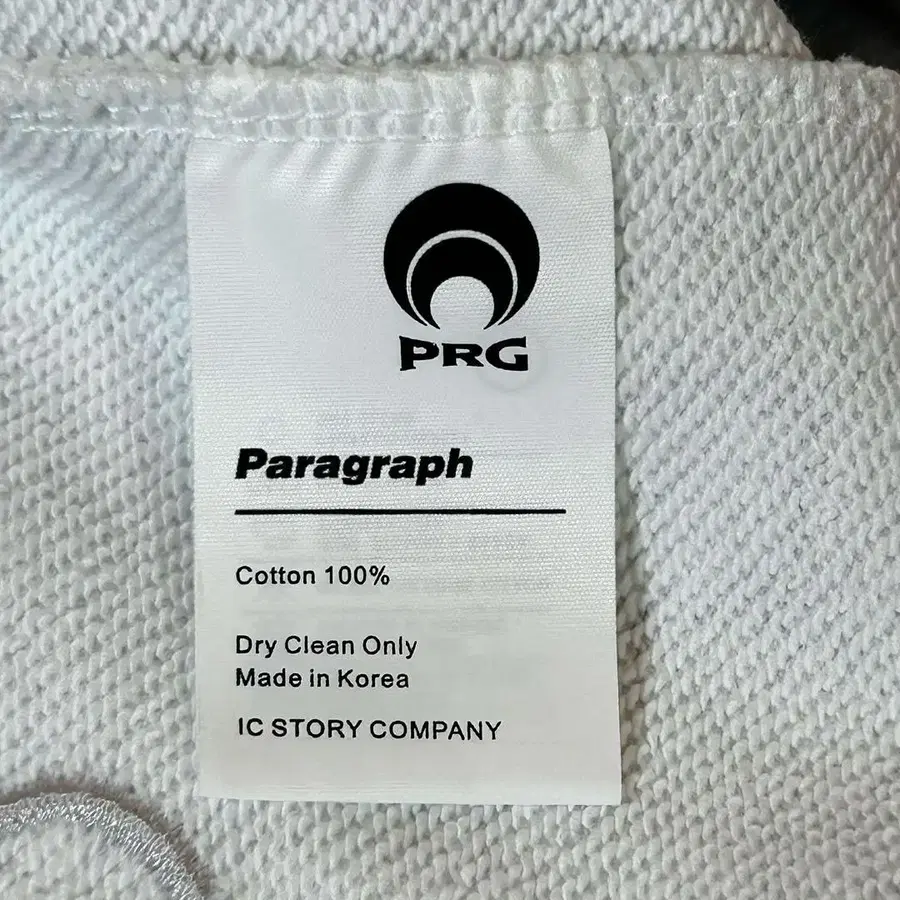 PRG
Paragraph
Cotton 100%
Dry Clean Only
Made in Korea
IC STORY COMPANY